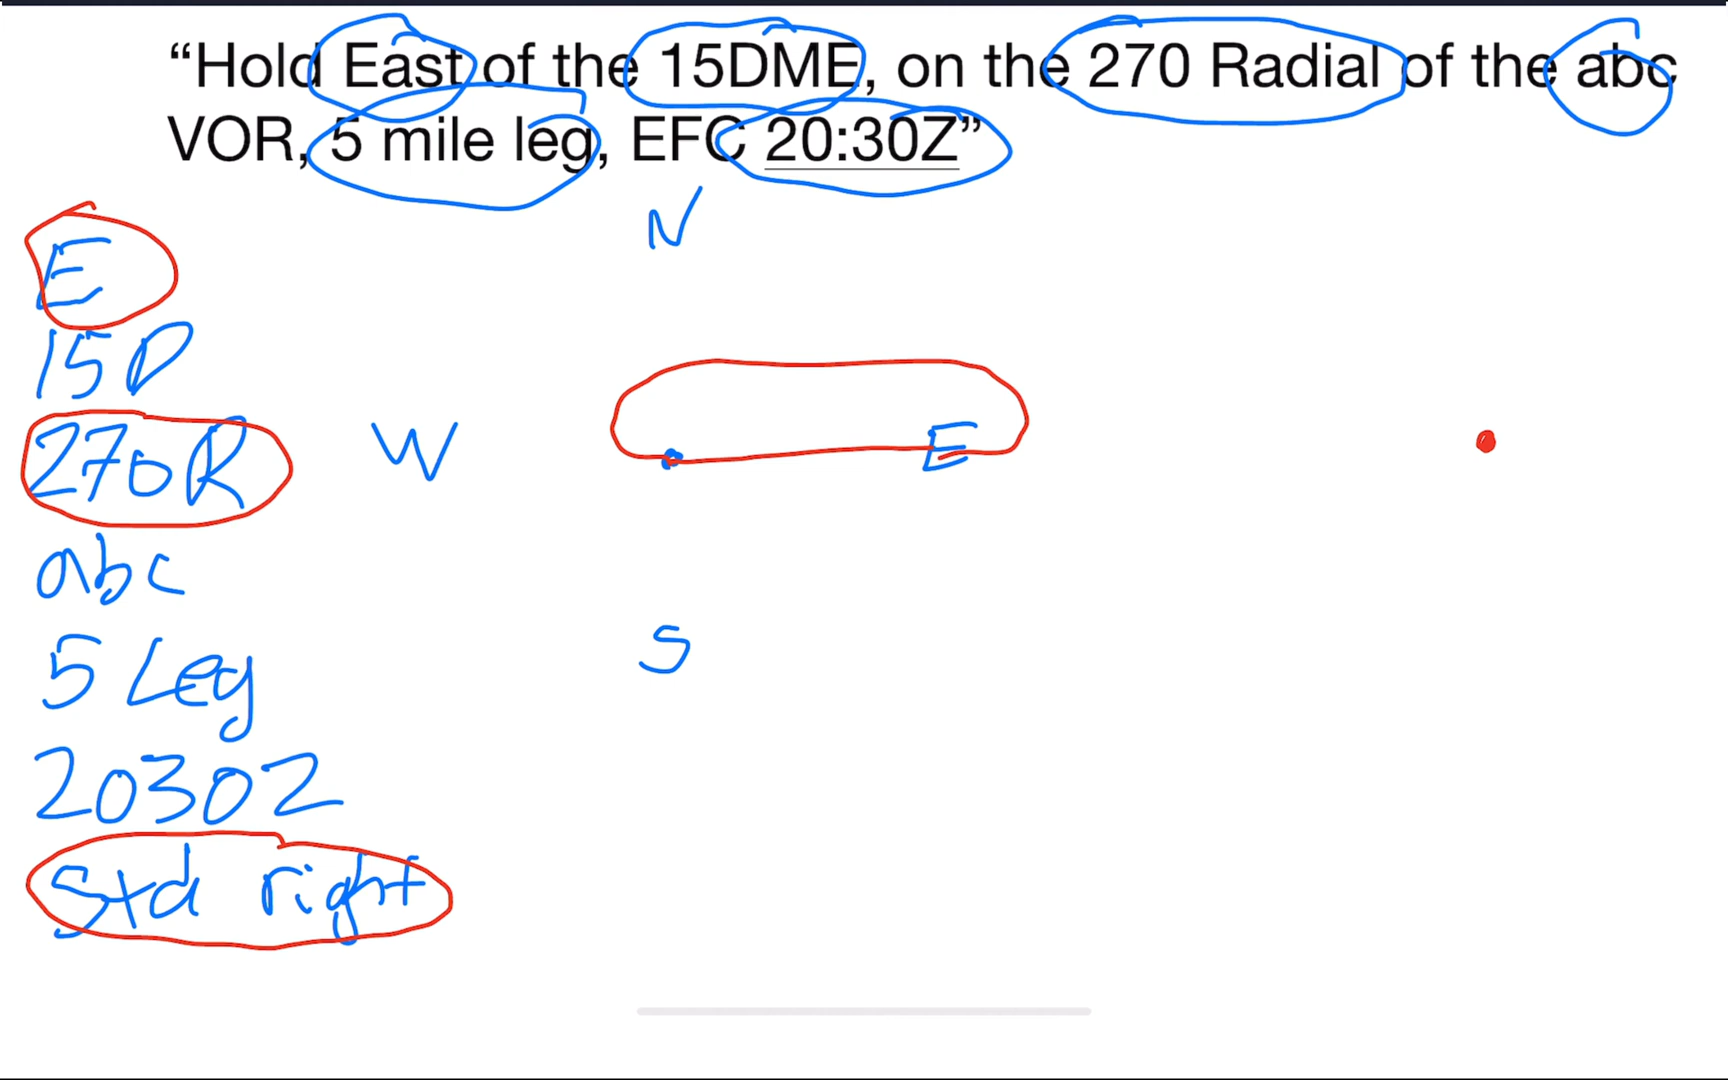 “Hold East of the 15DME, on the 270 Radial of the abc
VOR, 5 mile leg, EFC 20:30Z”
N
E
15D
270R
W
E
abc
5 Leg
S
2030Z
Std right